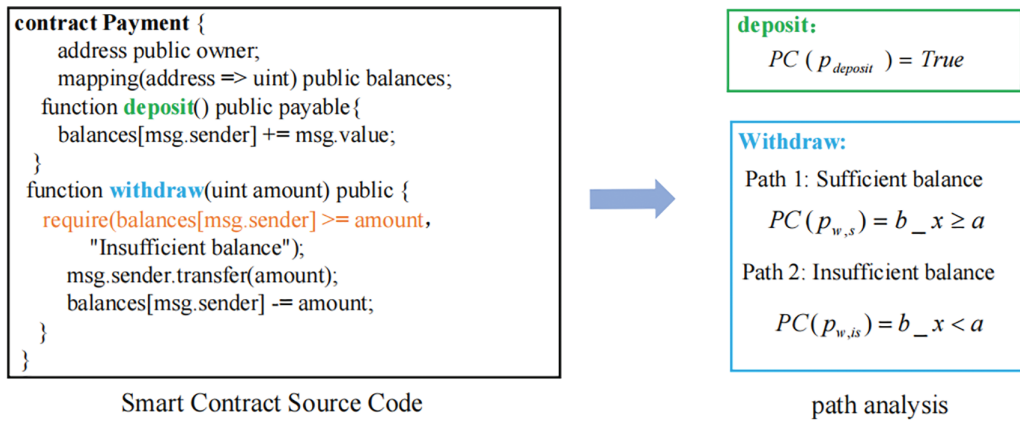 contract Payment {
address public owner;
mapping(address => uint) public balances;
function deposit() public payable{
balances[msg.sender] += msg.value;
}
function withdraw(uint amount) public {
require(balances[msg.sender] >= amount，
"Insufficient balance");
msg.sender.transfer(amount);
balances[msg.sender] -= amount;
}
}
Smart Contract Source Code
deposit：
PC ( p_deposit ) = True
Withdraw:
Path 1: Sufficient balance
PC(p_w,s) = b _ x ≥ a
Path 2: Insufficient balance
PC(p_w,is) = b _ x < a
path analysis